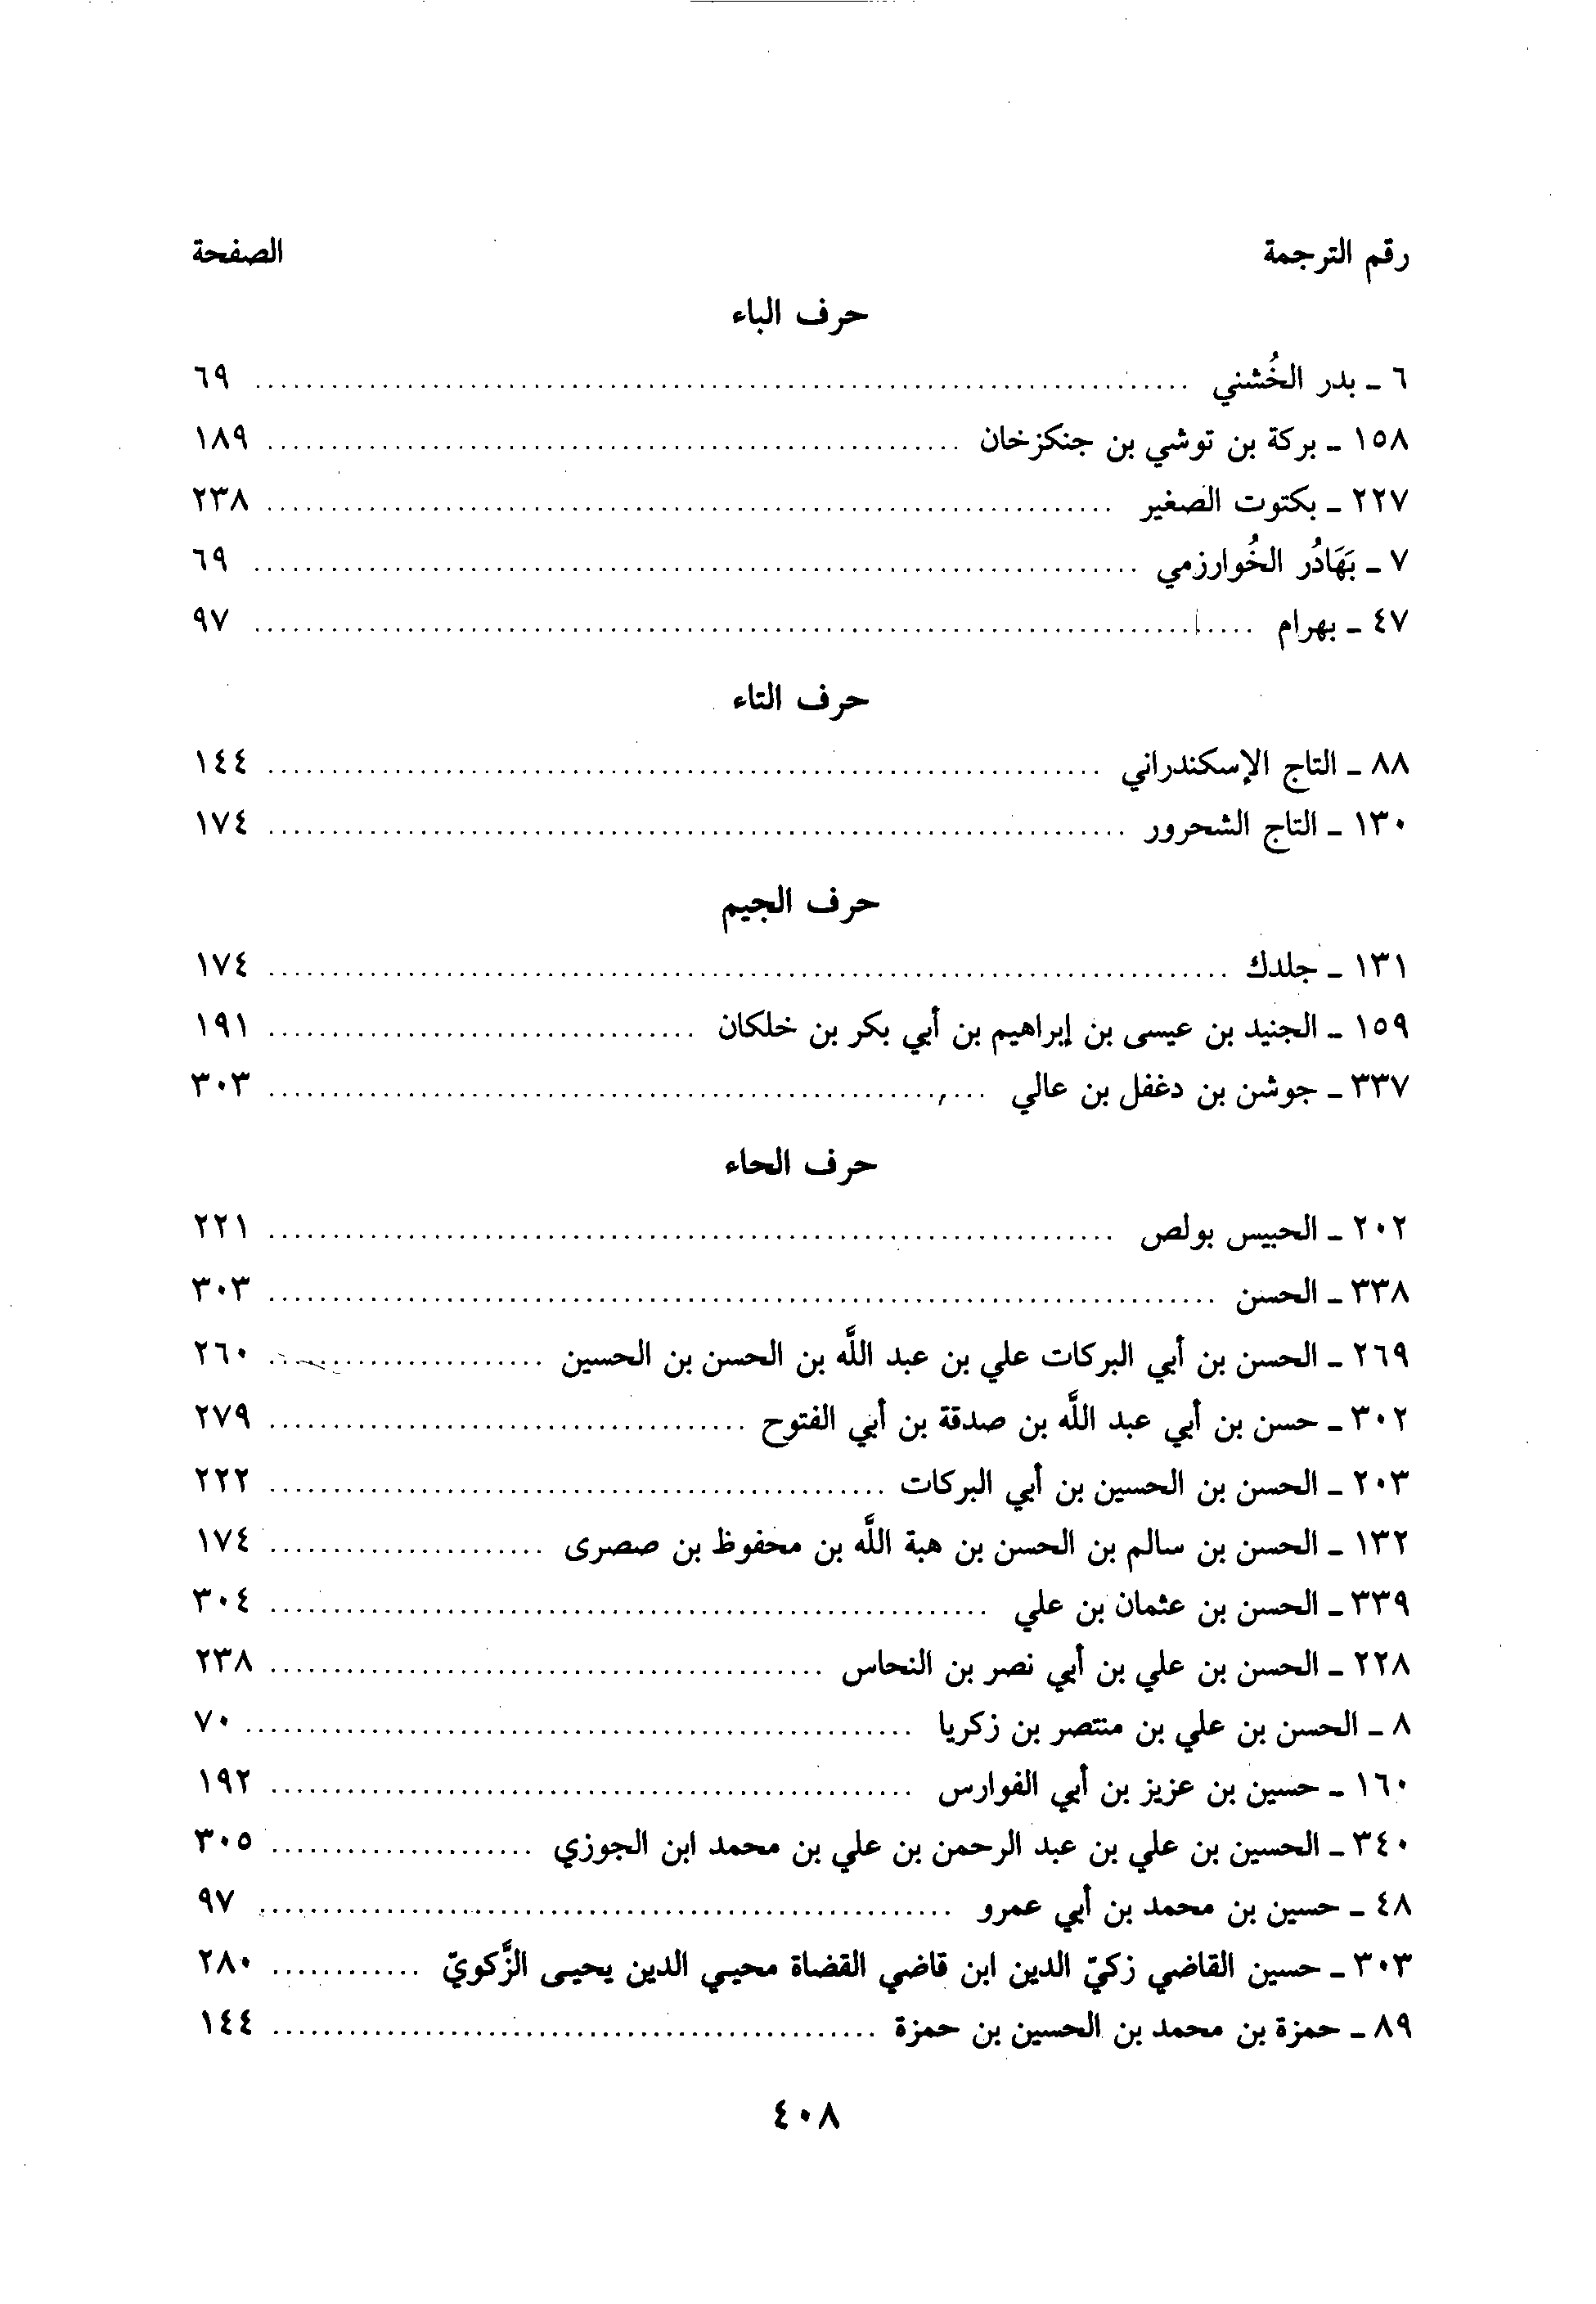 رقم الترجمة الصفحة
حرف الباء
٦ ـ بدر الخُشني ........ ٦٩
١٥٨ ـ بركة بن توشي بن جنكزخان ........ ١٨٩
٢٢٧ ـ بكتوت الصغير ........ ٢٣٨
٧ ـ بَهَادُر الخُوارزمي ........ ٦٩
٤٧ ـ بهرام ........ ٩٧
حرف التاء
٨٨ ـ التاج الإسكندراني ........ ١٤٤
١٣٠ ـ التاج الشحرور ........ ١٧٤
حرف الجيم
١٣١ ـ جلدك ........ ١٧٤
١٥٩ ـ الجنيد بن عيسى بن إبراهيم بن أبي بكر بن خلكان ........ ١٩١
٣٣٧ ـ جوشن بن دغفل بن عالي ........ ٣٠٣
حرف الحاء
٢٠٢ ـ الحبيس بولص ........ ٢٢١
٣٣٨ ـ الحسن ........ ٣٠٣
٢٦٩ ـ الحسن بن أبي البركات علي بن عبد اللَّه بن الحسن بن الحسين ........ ٢٦٠
٣٠٢ ـ حسن بن أبي عبد اللَّه بن صدقة بن أبي الفتوح ........ ٢٧٩
٢٠٣ ـ الحسن بن الحسين بن أبي البركات ........ ٢٢٢
١٣٢ ـ الحسن بن سالم بن الحسن بن هبة اللَّه بن محفوظ بن صصرى ........ ١٧٤
٣٣٩ ـ الحسن بن عثمان بن علي ........ ٣٠٤
٢٢٨ ـ الحسن بن علي بن أبي نصر بن النحاس ........ ٢٣٨
٨ ـ الحسن بن علي بن منتصر بن زكريا ........ ٧٠
١٦٠ ـ حسين بن عزيز بن أبي الفوارس ........ ١٩٢
٣٤٠ ـ الحسين بن علي بن عبد الرحمن بن علي بن محمد ابن الجوزي ........ ٣٠٥
٤٨ ـ حسين بن محمد بن أبي عمرو ........ ٩٧
٣٠٣ ـ حسين القاضي زكيّ الدين ابن قاضي القضاة محيي الدين يحيى الزَّكويّ ........ ٢٨٠
٨٩ ـ حمزة بن محمد بن الحسين بن حمزة ........ ١٤٤
٤٠٨